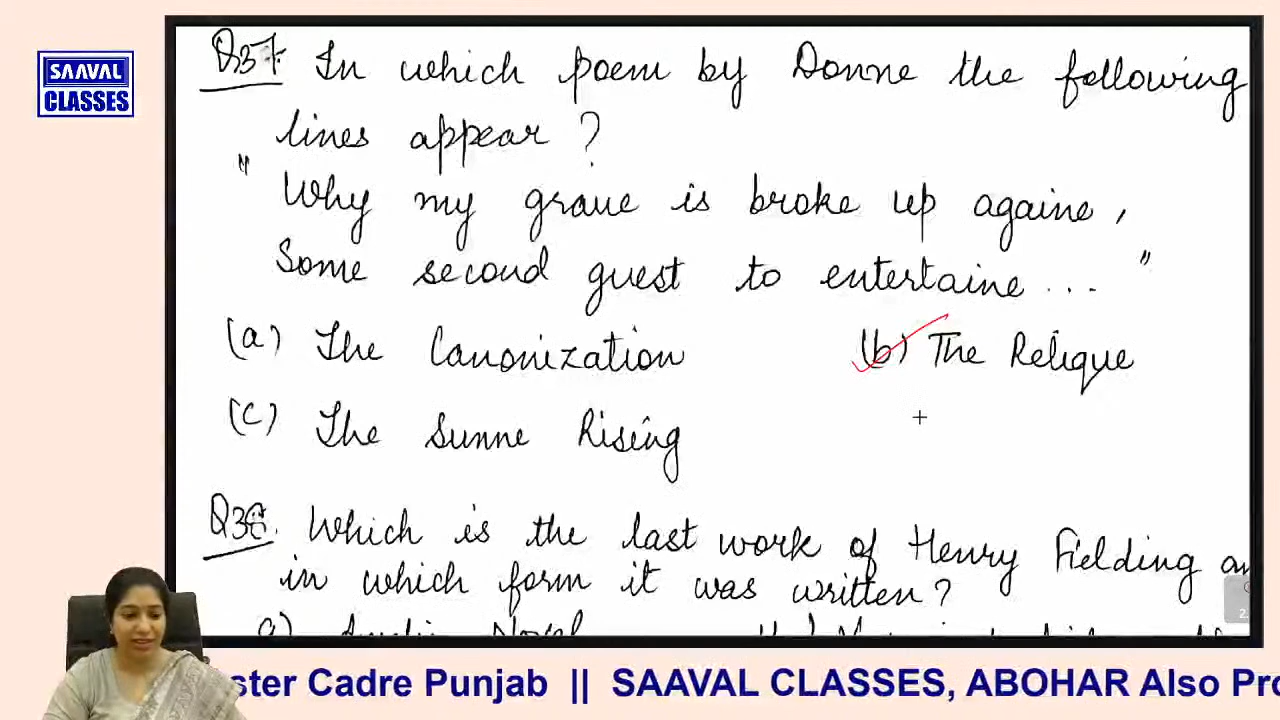 SAAVAL
CLASSES
Q37 In which poem by Donne the following
lines appear ?
" Why my grave is broke up againe,
Some second guest to entertaine ... "
(a) The Canonization
(b) The Relique
(c) The Sunne Rising
Q38. Which is the last work of Henry Fielding
in which form it was written?
ster Cadre Punjab || SAAVAL CLASSES, ABOHAR Also Pro